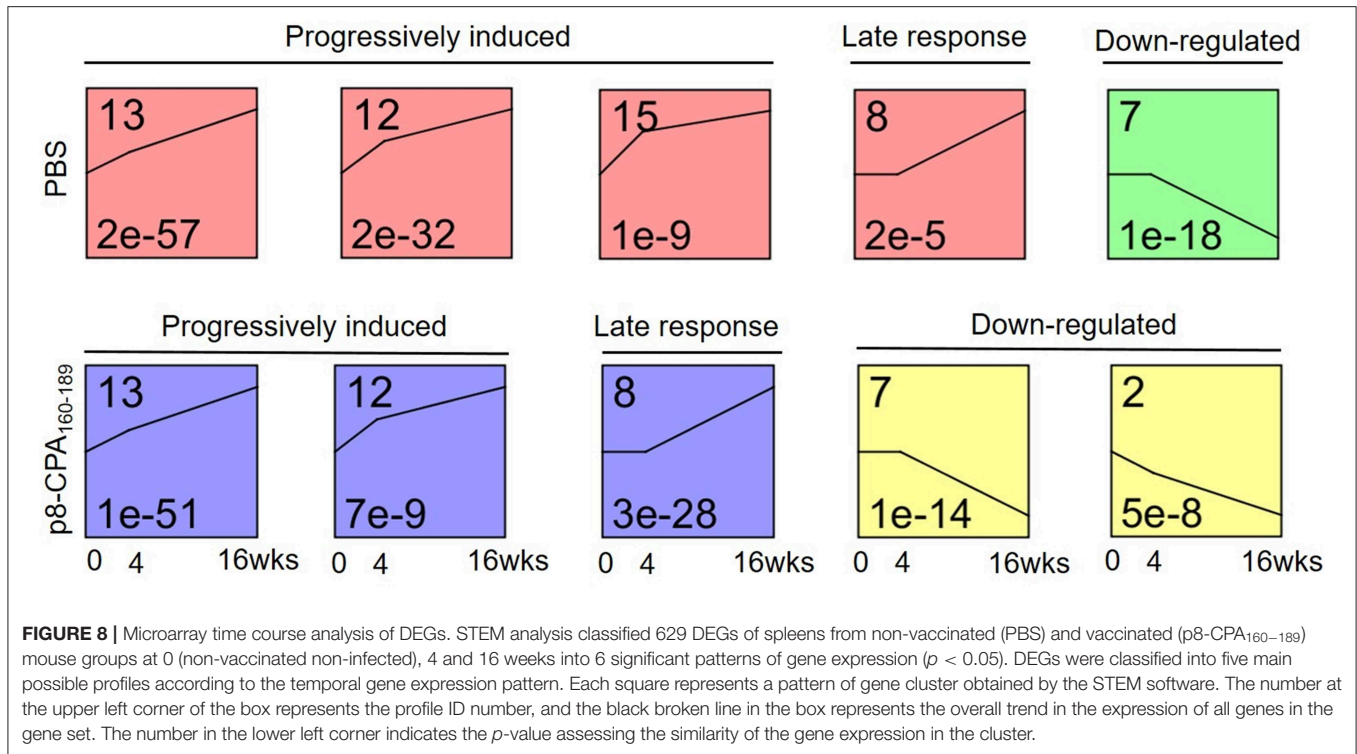 Progressively induced Late response Down-regulated
PBS
13 12 15 8 7
2e-57 2e-32 1e-9 2e-5 1e-18
Progressively induced Late response Down-regulated
p8-CPA160-189
13 12 8 7 2
1e-51 7e-9 3e-28 1e-14 5e-8
0 4 16wks 0 4 16wks 0 4 16wks 0 4 16wks 0 4 16wks
FIGURE 8 | Microarray time course analysis of DEGs. STEM analysis classified 629 DEGs of spleens from non-vaccinated (PBS) and vaccinated (p8-CPA160–189)
mouse groups at 0 (non-vaccinated non-infected), 4 and 16 weeks into 6 significant patterns of gene expression (p < 0.05). DEGs were classified into five main
possible profiles according to the temporal gene expression pattern. Each square represents a pattern of gene cluster obtained by the STEM software. The number at
the upper left corner of the box represents the profile ID number, and the black broken line in the box represents the overall trend in the expression of all genes in the
gene set. The number in the lower left corner indicates the p-value assessing the similarity of the gene expression in the cluster.